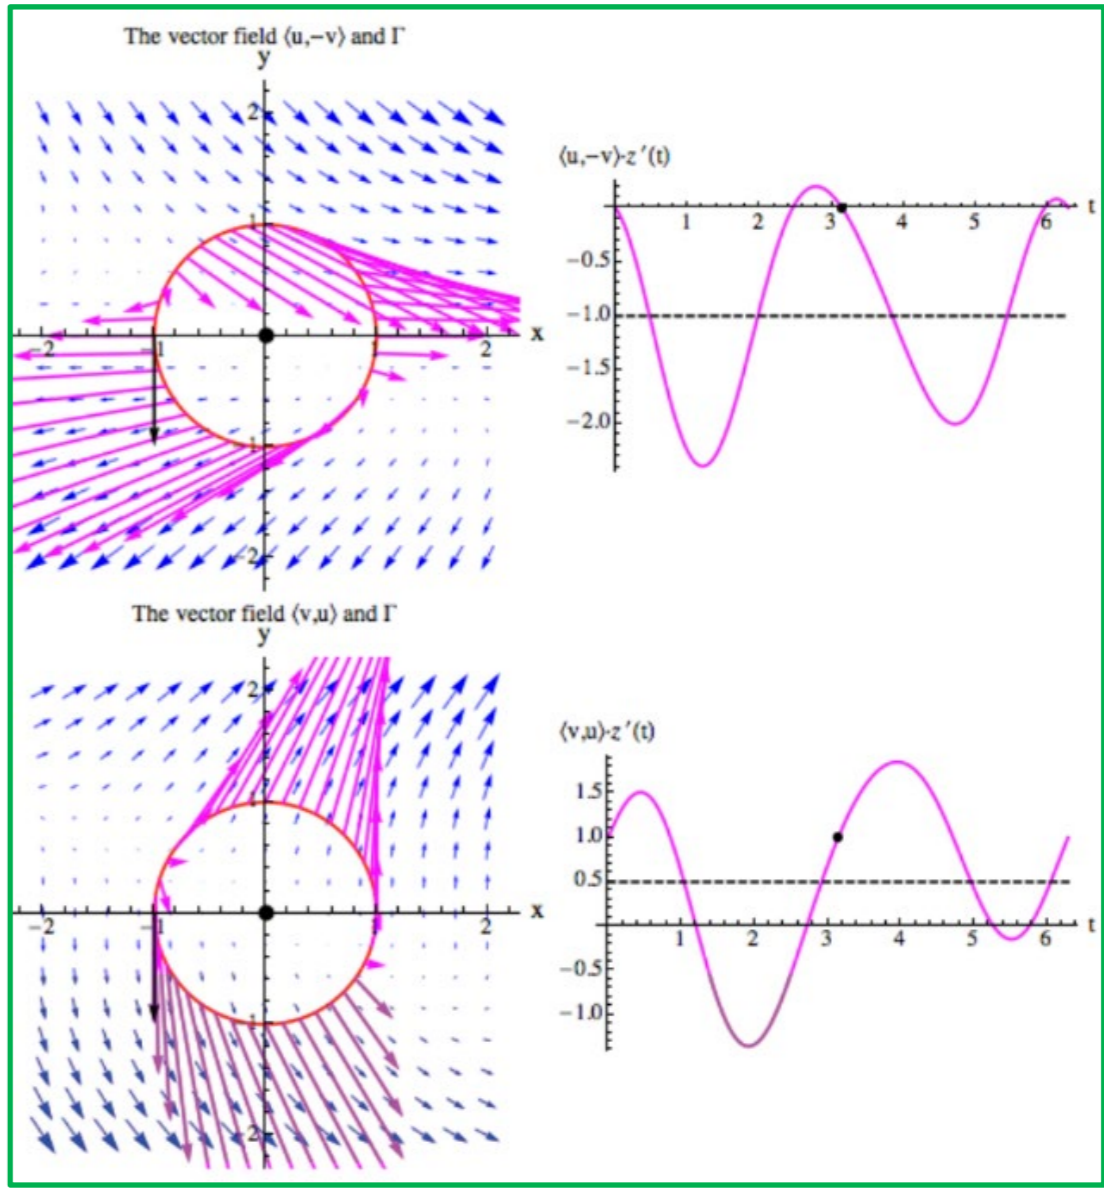 The vector field ⟨u,−v⟩ and Γ
y
2
1
−2
1
2
x
−1
−2
⟨u,−v⟩·z′(t)
1 2 3 4 5 6 t
−0.5
−1.0
−1.5
−2.0
The vector field ⟨v,u⟩ and Γ
y
2
1
−2 −1 1 2 x
2
⟨v,u⟩·z′(t)
1.5
1.0
0.5
1 2 3 4 5 6 t
−0.5
−1.0